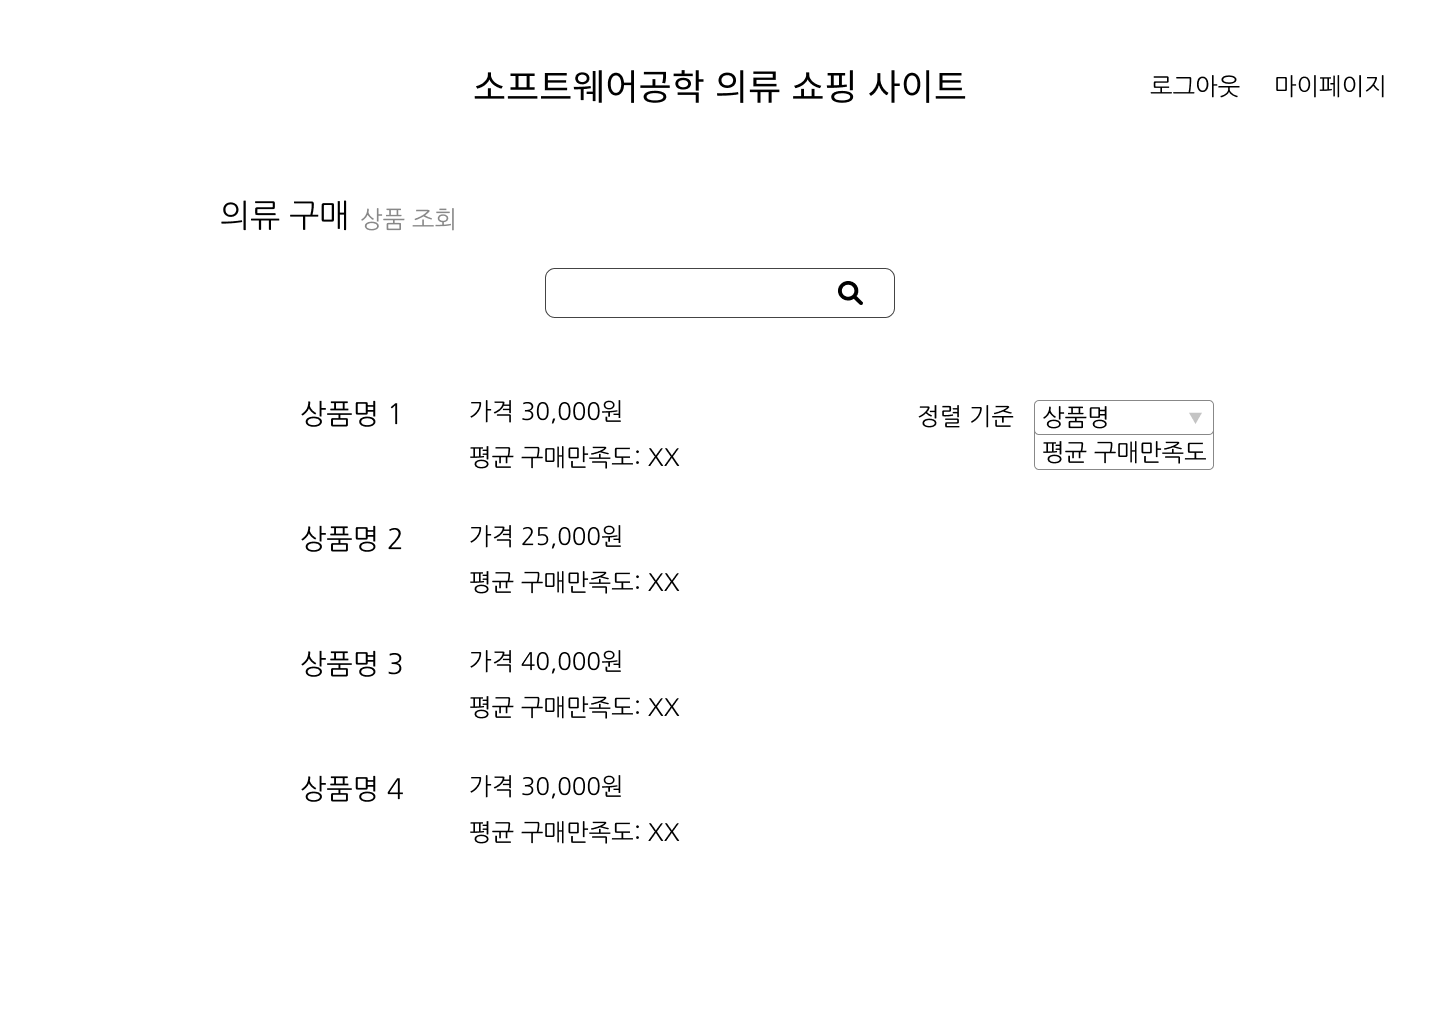 소프트웨어공학 의류 쇼핑 사이트
로그아웃 마이페이지
의류 구매 상품 조회
상품명 1 가격 30,000원
평균 구매만족도: XX
정렬 기준 상품명
평균 구매만족도
상품명 2 가격 25,000원
평균 구매만족도: XX
상품명 3 가격 40,000원
평균 구매만족도: XX
상품명 4 가격 30,000원
평균 구매만족도: XX